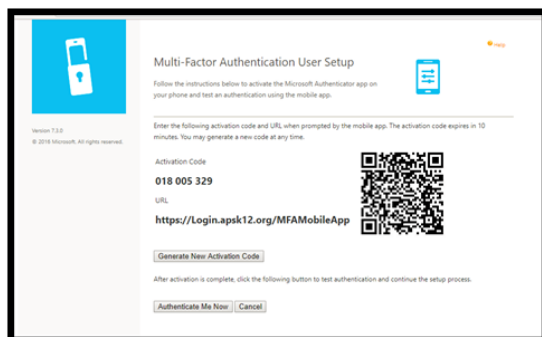 Help
Multi-Factor Authentication User Setup
Follow the instructions below to activate the Microsoft Authenticator app on
your phone and test an authentication using the mobile app.
Version 7.3.0
© 2018 Microsoft. All rights reserved.
Enter the following activation code and URL when prompted by the mobile app. The activation code expires in 10
minutes. You may generate a new code at any time.
Activation Code
018 005 329
URL
https://Login.apsk12.org/MFAMobileApp
Generate New Activation Code
After activation is complete, click the following button to test authentication and continue the setup process.
Authenticate Me Now Cancel